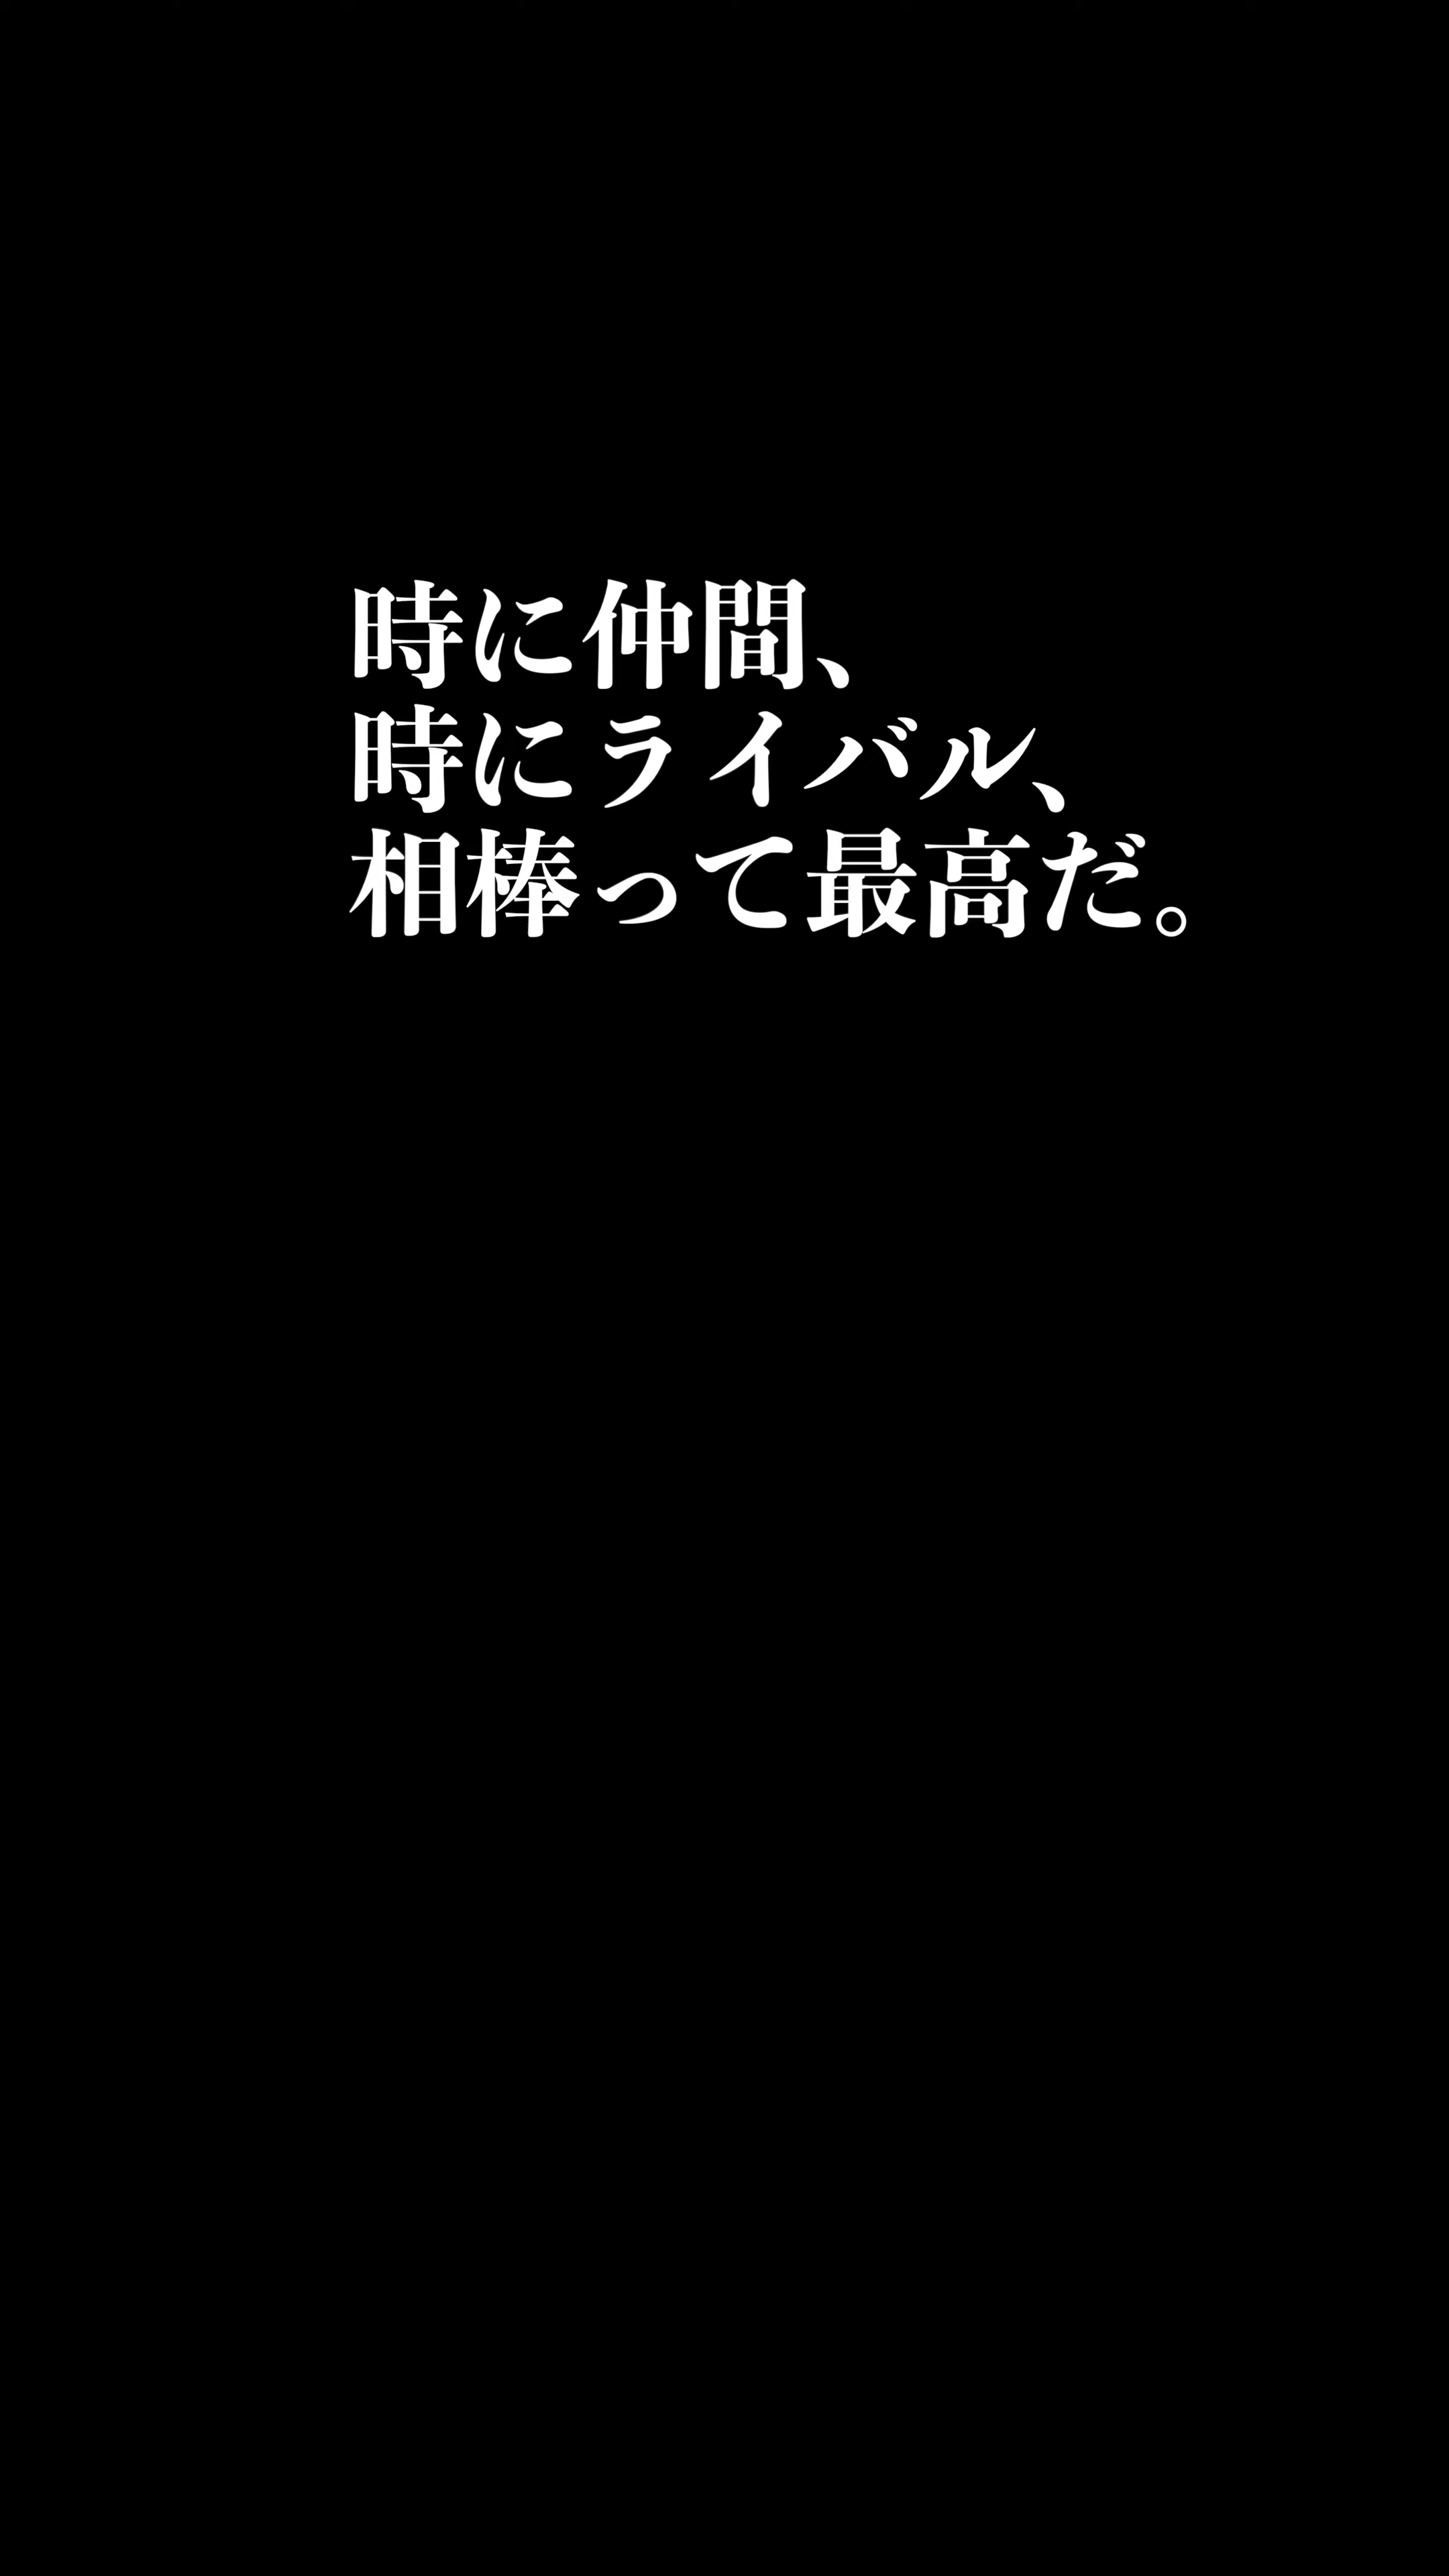 時に仲間、
時にライバル、
相棒って最高だ。